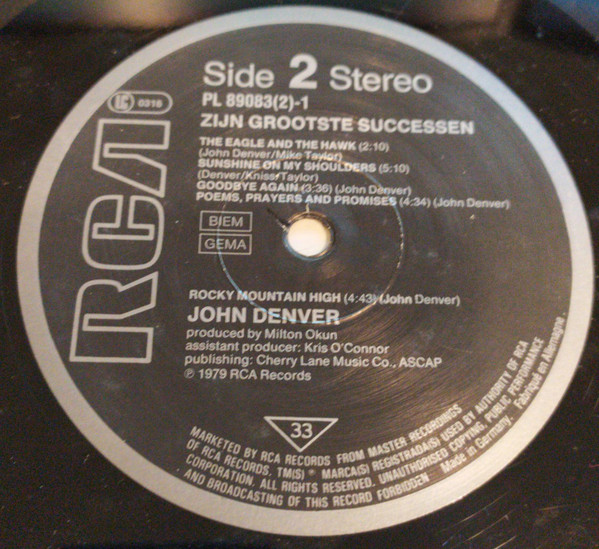 Side 2 Stereo
PL 89083(2)-1
LC 0316
ZIJN GROOTSTE SUCCESSEN
THE EAGLE AND THE HAWK (2:10)
(John Denver/Mike Taylor)
SUNSHINE ON MY SHOULDERS (5:10)
(Denver/Kniss/Taylor)
GOODBYE AGAIN (3:36) (John Denver)
POEMS, PRAYERS AND PROMISES (4:34) (John Denver)
BIEM
GEMA
RCA
ROCKY MOUNTAIN HIGH (4:43) (John Denver)
JOHN DENVER
produced by Milton Okun
assistant producer: Kris O'Connor
publishing: Cherry Lane Music Co., ASCAP
℗ 1979 RCA Records
33
MARKETED BY RCA RECORDS FROM MASTER RECORDINGS
OF RCA RECORDS. TM(S) ® MARCA(S) REGISTRADA(S) USED BY AUTHORITY OF RCA
CORPORATION. ALL RIGHTS RESERVED. UNAUTHORISED COPYING, PUBLIC PERFORMANCE
AND BROADCASTING OF THIS RECORD FORBIDDEN Made in Germany. Fabriqué en Allemagne.